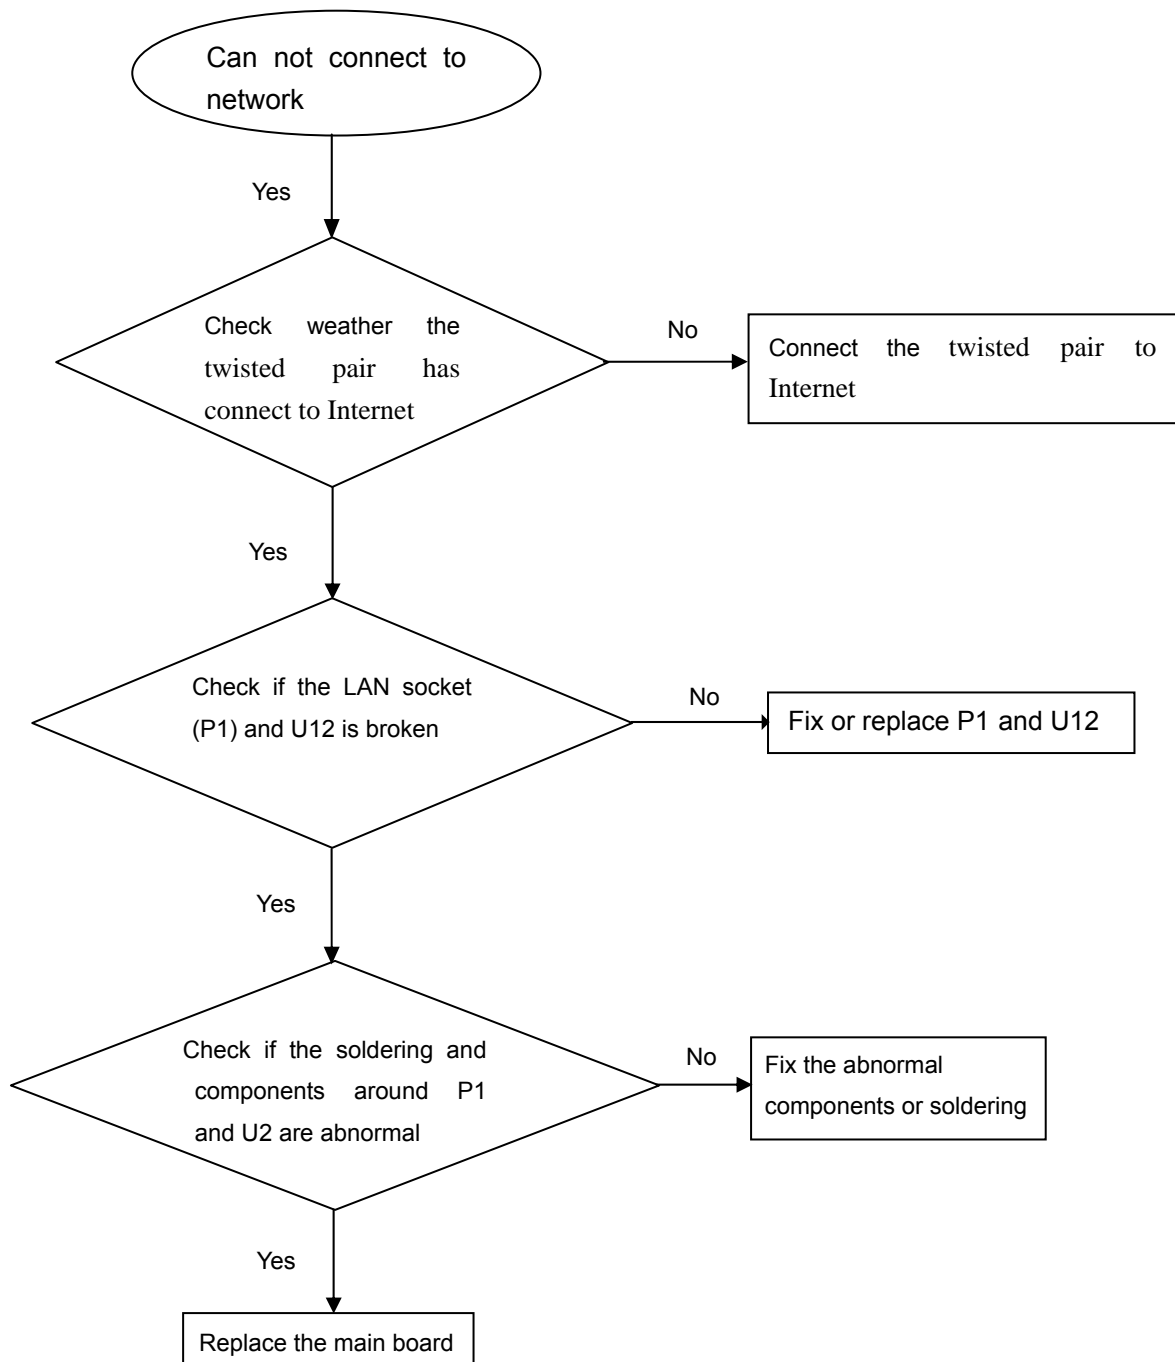 Can not connect to
network
Yes
Check weather the
twisted pair has
connect to Internet
No
Connect the twisted pair to
Internet
Yes
Check if the LAN socket
(P1) and U12 is broken
No
Fix or replace P1 and U12
Yes
Check if the soldering and
components around P1
and U2 are abnormal
No
Fix the abnormal
components or soldering
Yes
Replace the main board